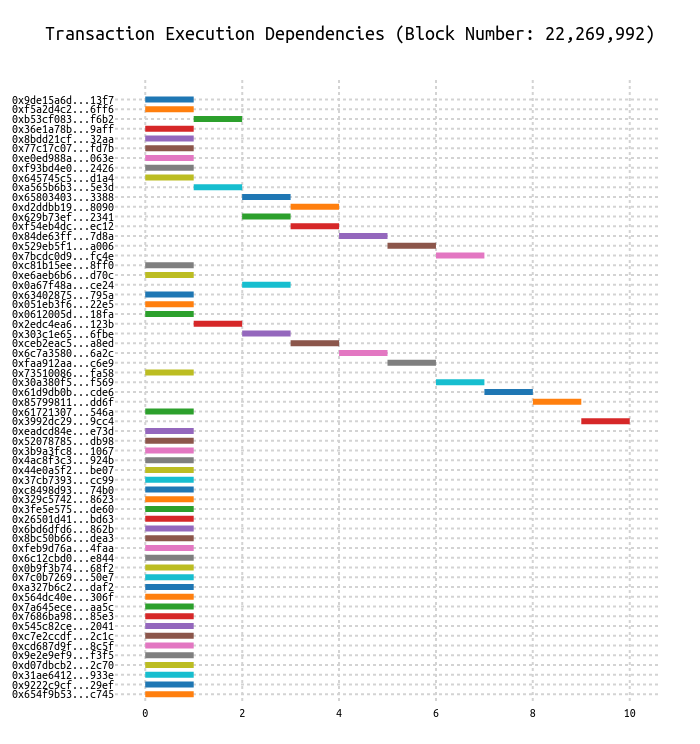 Transaction Execution Dependencies (Block Number: 22,269,992)
0x9de15a6d...13f7
0xf5a2d4c2...6ff6
0xb53cf083...f6b2
0x36e1a78b...9aff
0x8bdd21cf...32aa
0x77c17c07...fd7b
0xe0ed988a...063e
0xf93bd4e0...2426
0x645745c5...d1a4
0xa565b6b3...5e3d
0x65803403...3388
0xd2ddbb19...8090
0x629b73ef...2341
0xf54eb4dc...ec12
0x84de63ff...7d8a
0x529eb5f1...a006
0x7bcdc0d9...fc4e
0xc81b15ee...8ff0
0xe6aeb6b6...d70c
0x0a67f48a...ce24
0x63402875...795a
0x051eb3f6...22e5
0x0612005d...18fa
0x2edc4ea6...123b
0x303c1e65...6fbe
0xceb2eac5...a8ed
0x6c7a3580...6a2c
0xfaa912aa...c6e9
0x73510086...fa58
0x30a380f5...f569
0x61d9db0b...cde6
0x85799811...dd6f
0x61721307...546a
0x3992dc29...9cc4
0xeadcd84e...e73d
0x52078785...db98
0x3b9a3fc8...1067
0x4ac8f3c3...924b
0x44e0a5f2...be07
0x37cb7393...cc99
0xc8498d93...74b0
0x329c5742...8623
0x3fe5e575...de60
0x26501d41...bd63
0x6bd6dfd6...862b
0x8bc50b66...dea3
0xfeb9d76a...4faa
0x6c12cbd0...e844
0x0b9f3b74...68f2
0x7c0b7269...50e7
0xa327b6c2...daf2
0x564dc40e...306f
0x7a645ece...aa5c
0x7686ba98...85e3
0x545c82ce...2041
0xc7e2ccdf...2c1c
0xcd687d9f...8c5f
0x9e2e9ef9...f3f5
0xd07dbcb2...2c70
0x31ae6412...933e
0x9222c9cf...29ef
0x654f9b53...c745
0 2 4 6 8 10